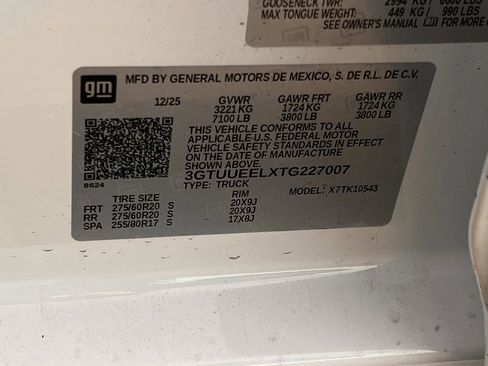 GOOSENECK TWR: 2994 KG / 6600 LBS
MAX TONGUE WEIGHT: 449 KG / 990 LBS
SEE OWNER'S MANUAL FOR MORE
gm
MFD BY GENERAL MOTORS DE MEXICO, S. DE R.L. DE C.V.
12/25 GVWR GAWR FRT GAWR RR
3221 KG 1724 KG 1724 KG
7100 LB 3800 LB 3800 LB
THIS VEHICLE CONFORMS TO ALL
APPLICABLE U.S. FEDERAL MOTOR
VEHICLE SAFETY STANDARDS IN EFFECT
ON THE DATE OF MANUFACTURE
SHOWN ABOVE.
3GTUUEELXTG227007
8624
TYPE: TRUCK MODEL: X7TK10543
TIRE SIZE RIM
FRT 275/60R20 S 20X9J
RR 275/60R20 S 20X9J
SPA 255/80R17 S 17X8J